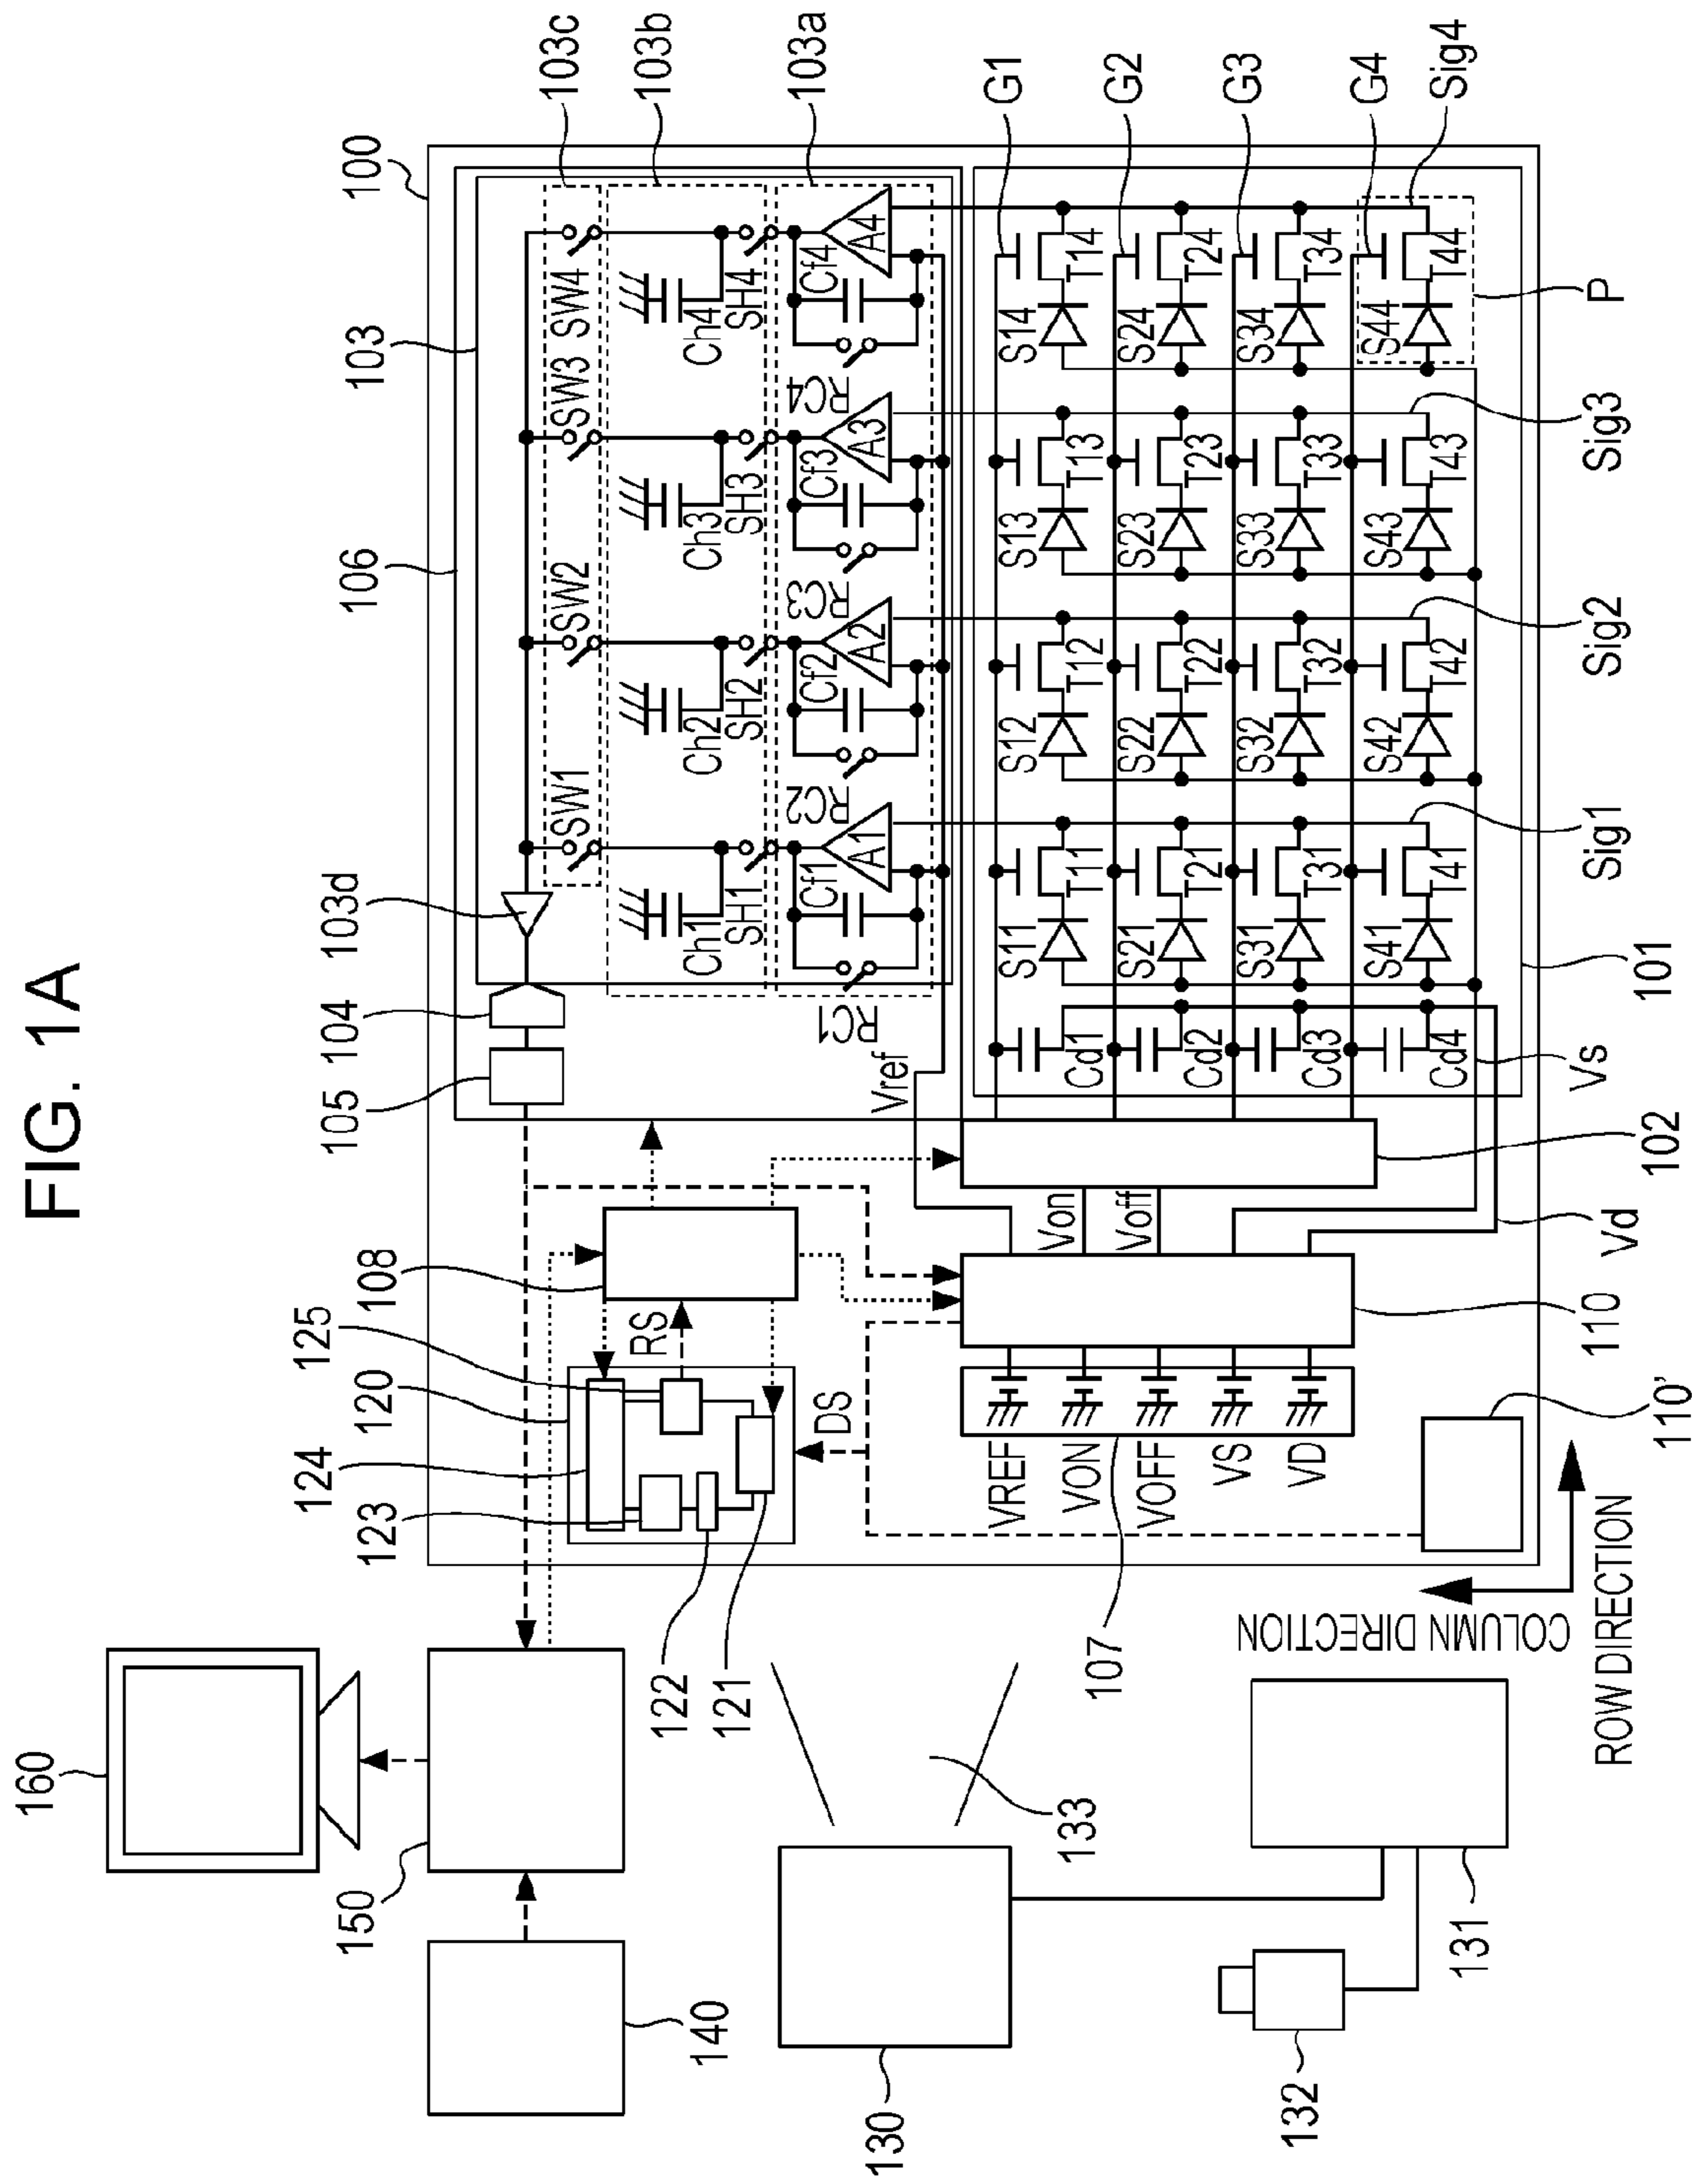 FIG. 1A
160
150
140
130
132
131
133
105
104
103d
106
103
100
103c
103b
103a
SW1
SW2
SW3
SW4
Ch1
Ch2
Ch3
Ch4
SH1
SH2
SH3
SH4
Cf1
Cf2
Cf3
Cf4
RC1
RC2
RC3
RC4
A1
A2
A3
A4
Vref
123
124
120
125
108
RS
DS
122
121
G1
G2
G3
G4
Sig4
S11
T11
S12
T12
S13
T13
S14
T14
S21
T21
S22
T22
S23
T23
S24
T24
S31
T31
S32
T32
S33
T33
S34
T34
S41
T41
S42
T42
S43
T43
S44
T44
Cd1
Cd2
Cd3
Cd4
Von
Voff
VREF
VON
VOFF
VS
VD
107
110'
110
Vd
102
Vs
101
Sig1
Sig2
Sig3
P
COLUMN DIRECTION
ROW DIRECTION